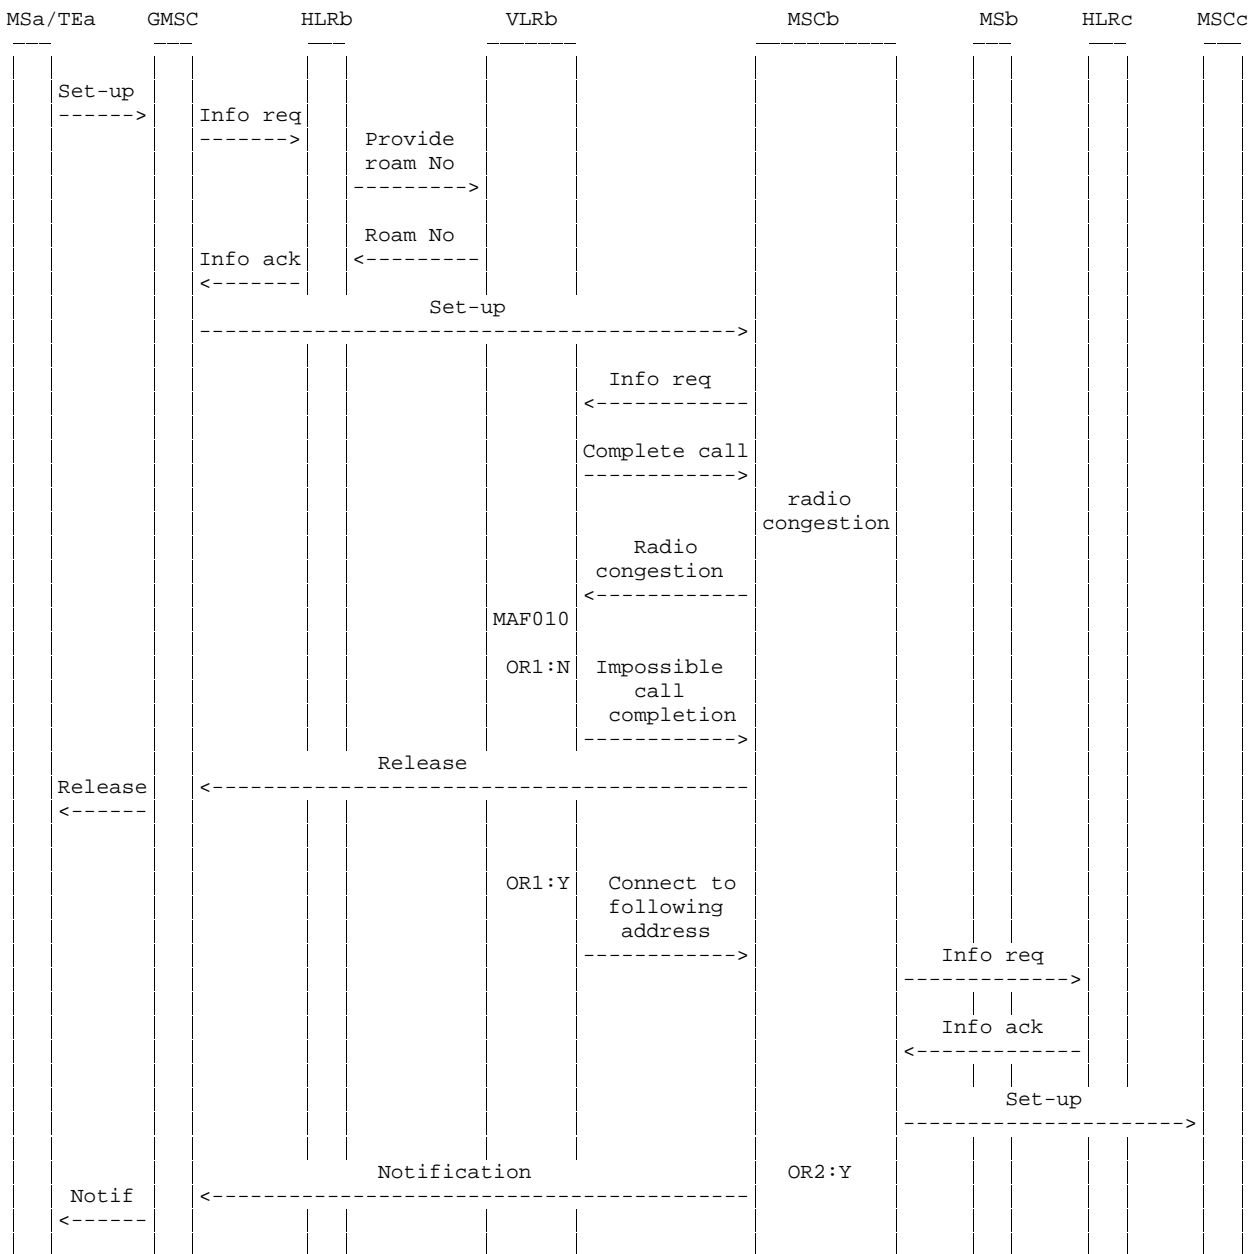 MSa/TEa GMSC HLRb VLRb MSCb MSb HLRc MSCc
Set-up
------> Info req
-------> Provide
roam No
--------->
Roam No
Info ack <---------
<-------
Set-up
------------------------------------------>
Info req
<------------
Complete call
------------>
radio
congestion
Radio
congestion
<------------
MAF010
OR1:N Impossible
call
completion
------------>
Release
Release <------------------------------------------
<------
OR1:Y Connect to
following
address
------------> Info req
------------->
Info ack
<-------------
Set-up
---------------------->
Notification OR2:Y
Notif <------------------------------------------
<------